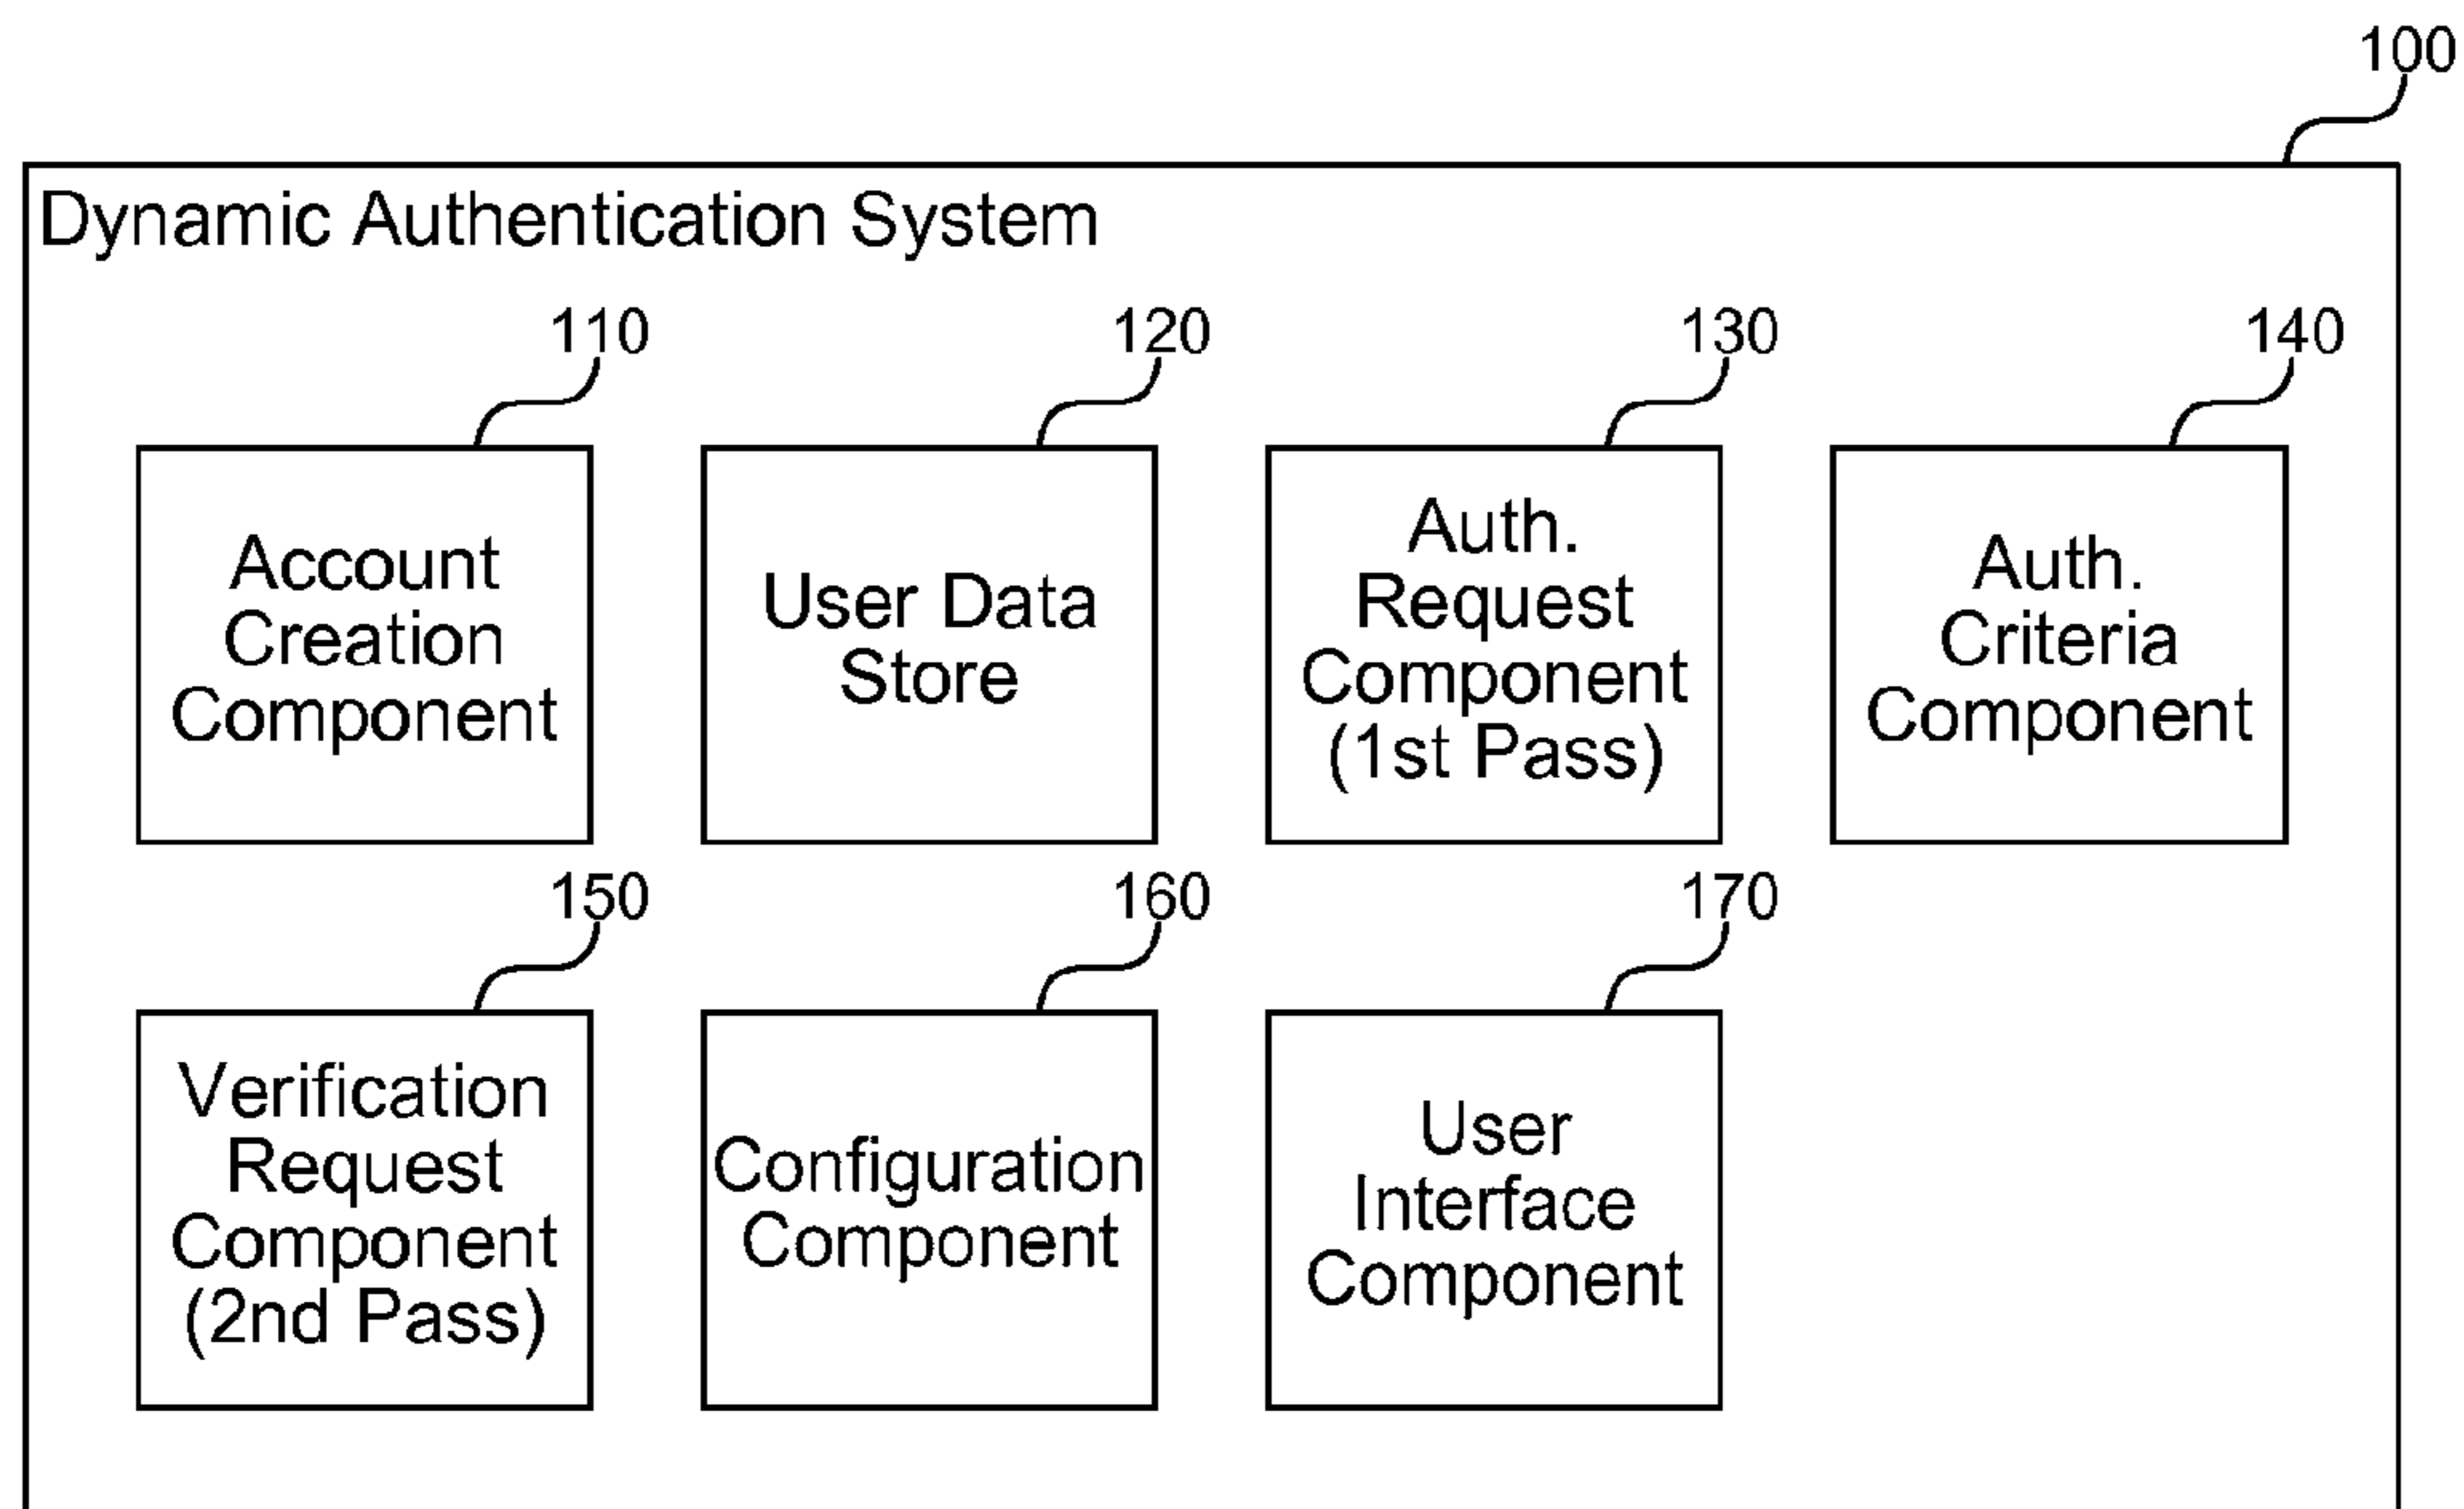 100
Dynamic Authentication System
110
120
130
140
Account
Creation
Component
User Data
Store
Auth.
Request
Component
(1st Pass)
Auth.
Criteria
Component
150
160
170
Verification
Request
Component
(2nd Pass)
Configuration
Component
User
Interface
Component